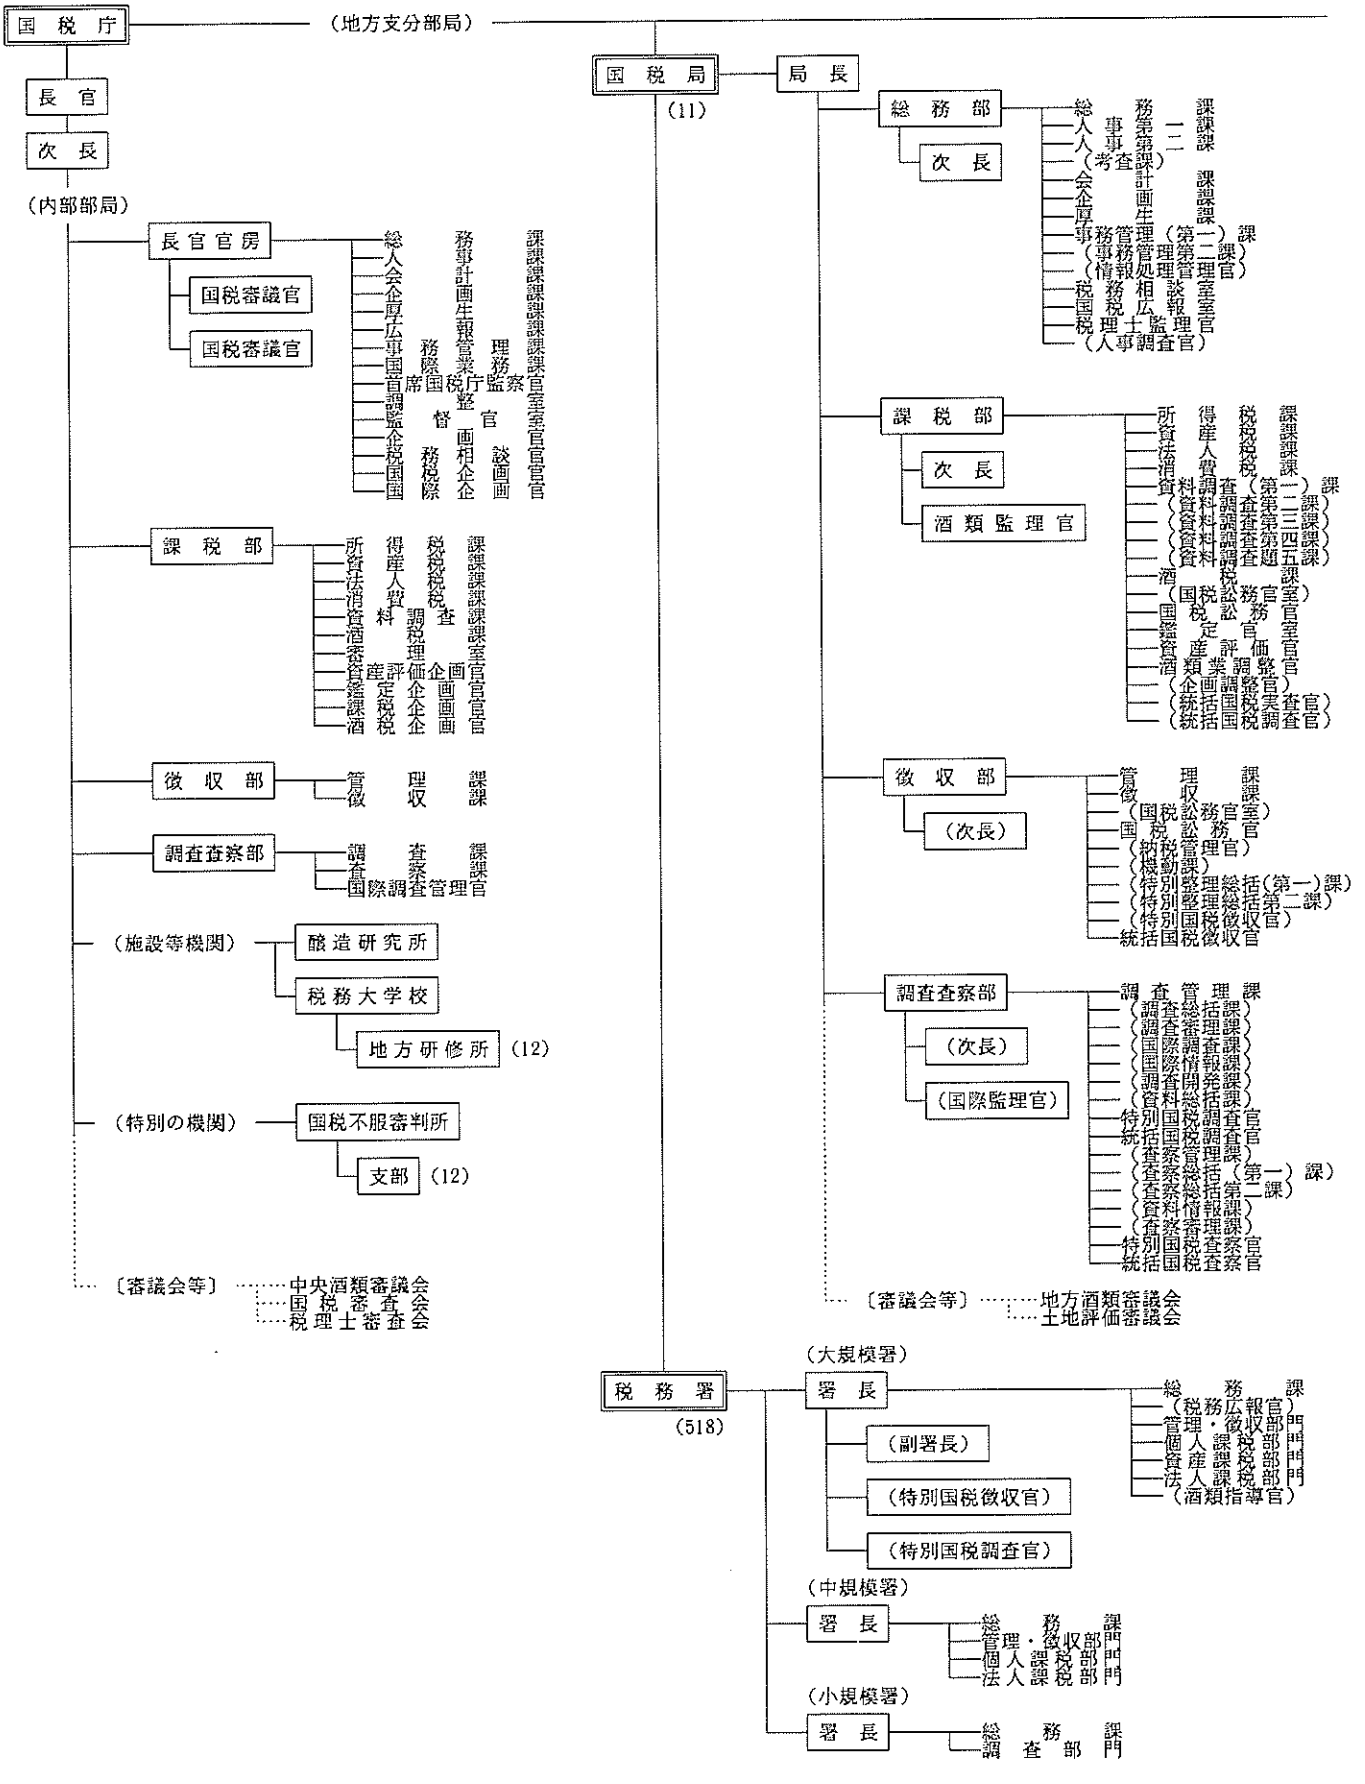 国税庁
(地方支分部局)
長官
次長
(内部部局)
長官官房
国税審議官
国税審議官
総務課
人事課
会計課
企画課
厚生課
広報課
事務管理課
国際業務課
首席国税庁監察官
調整室
監督官室
企画官
税務相談官
国税企画官
国際企画官
課税部
所得税課
資産税課
法人税課
消費税課
資料調査課
酒税課
審理室
資産評価企画官
鑑定企画官
課税企画官
酒税企画官
徴収部
管理課
徴収課
調査査察部
調査課
査察課
国際調査管理官
(施設等機関)
醸造研究所
税務大学校
地方研修所 (12)
(特別の機関)
国税不服審判所
支部 (12)
〔審議会等〕
中央酒類審議会
国税審査会
税理士審査会
国税局
(11)
局長
総務部
次長
総務課
人事第一課
人事第二課
(考査課)
会計課
企画課
厚生課
事務管理(第一)課
(事務管理第二課)
(情報処理管理官)
税務相談室
国税広報室
税理士監理官
(人事調査官)
課税部
次長
酒類監理官
所得税課
資産税課
法人税課
消費税課
資料調査(第一)課
(資料調査第二課)
(資料調査第三課)
(資料調査第四課)
(資料調査題五課)
酒税課
(国税訟務官室)
国税訟務官
鑑定官室
資産評価官
酒類業調整官
(企画調整官)
(統括国税実査官)
(統括国税調査官)
徴収部
(次長)
管理課
徴収課
(国税訟務官室)
国税訟務官
(納税管理官)
(機動課)
(特別整理総括(第一)課)
(特別整理総括第二課)
(特別国税徴収官)
統括国税徴収官
調査査察部
(次長)
(国際監理官)
調査管理課
(調査総括課)
(調査審理課)
(国際調査課)
(国際情報課)
(調査開発課)
(資料総括課)
特別国税調査官
統括国税調査官
(査察管理課)
(査察総括(第一)課)
(査察総括第二課)
(資料情報課)
(査察審理課)
特別国税査察官
統括国税査察官
〔審議会等〕
地方酒類審議会
土地評価審議会
税務署
(518)
(大規模署)
署長
(副署長)
(特別国税徴収官)
(特別国税調査官)
総務課
(税務広報官)
管理・徴収部門
個人課税部門
資産課税部門
法人課税部門
(酒類指導官)
(中規模署)
署長
総務課
管理・徴収部門
個人課税部門
法人課税部門
(小規模署)
署長
総務課
調査部門